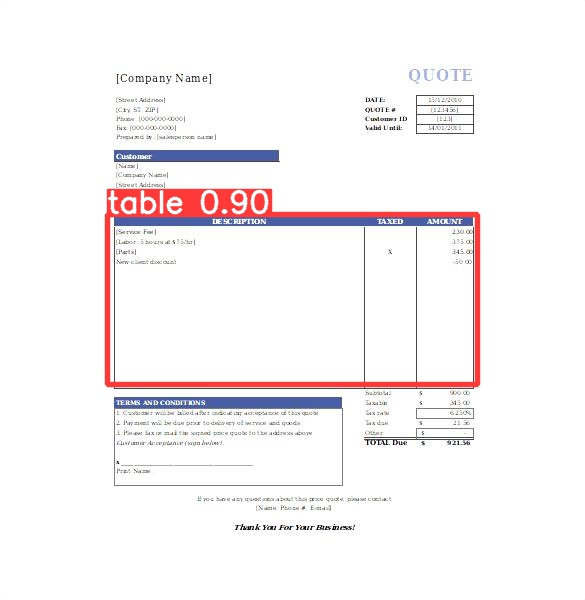 [Company Name]
QUOTE
[Street Address]
[City, ST ZIP]
Phone: [000-000-0000]
Fax: [000-000-0000]
Prepared by: [salesperson name]
DATE: 15/12/2010
QUOTE # [123456]
Customer ID [123]
Valid Until: 14/01/2011
Customer
[Name]
[Company Name]
[Street Address]
table 0.90
DESCRIPTION TAXED AMOUNT
[Service Fee] 230.00
[Labor: 5 hours at $75/hr] 375.00
[Parts] X 345.00
New client discount -50.00
Subtotal $ 900.00
Taxable $ 345.00
Tax rate 6.250%
Tax due $ 21.56
Other $ -
TOTAL Due $ 921.56
TERMS AND CONDITIONS
1. Customer will be billed after indicating acceptance of this quote
2. Payment will be due prior to delivery of service and goods
3. Please fax or mail the signed price quote to the address above
Customer Acceptance (sign below):
x
Print Name:
If you have any questions about this price quote, please contact
[Name, Phone #, E-mail]
Thank You For Your Business!